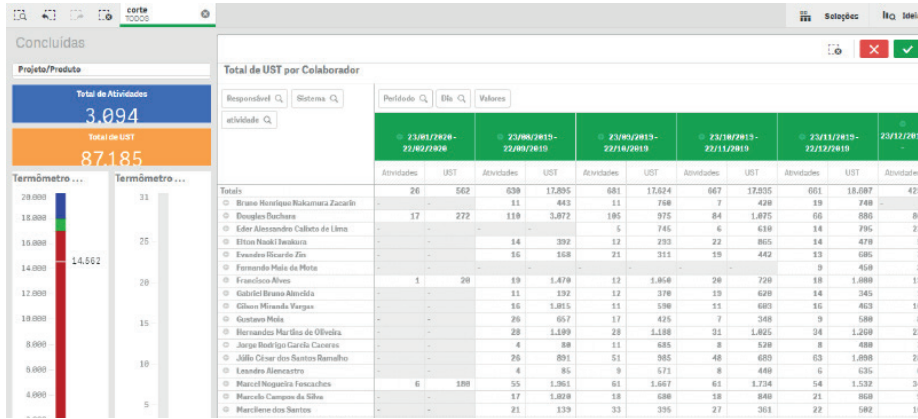 corte
TODOS
Seleções
Concluídas
Projeto/Produto
Total de UST por Colaborador
Total de Atividades
3.094
Total de UST
87.185
Termômetro ...
Termômetro ...
20.000
18.000
16.000
14.562
14.000
12.000
10.000
8.000
6.000
4.000
31
25
20
15
10
5
Responsável Sistema
atividade
Período Dia Valores
23/01/2020 - 22/02/2020 23/08/2019 - 22/09/2019 23/09/2019 - 22/10/2019 23/10/2019 - 22/11/2019 23/11/2019 - 22/12/2019
Atividades UST Atividades UST Atividades UST Atividades UST Atividades UST
Totais 26 562 630 17.895 681 17.624 667 17.935 661 18.607
Bruno Henrique Nakamura Zacarin - - 11 443 11 760 7 420 19 740 -
Douglas Buchara 17 272 110 3.072 105 975 84 1.075 66 886
Eder Alessandro Calixto de Lima - - - - 5 745 6 610 14 795
Elton Naoki Iwakura - - 14 392 12 293 22 865 14 470
Evandro Ricardo Zis - - 16 168 21 311 19 442 13 605
Fernando Maia da Mota - - - - - - - - 9 450
Francisco Alves 1 20 19 1.470 12 1.060 20 720 18 1.080
Gabriel Bruno Almeida - - 11 192 12 370 19 620 14 345
Gilson Miranda Vargas - - 16 1.015 11 590 11 603 16 463
Gustavo Maia - - 26 657 17 425 7 340 9 580
Hernandes Martins de Oliveira - - 28 1.109 28 1.188 31 1.025 34 1.260
Jorge Rodrigo Garcia Caceres - - 4 80 11 685 8 520 8 480
Júlio César dos Santos Ramalho - - 26 891 51 985 48 689 63 1.098
Leandro Alencastro - - 4 85 9 571 8 440 6 635
Marcel Nogueira Foscaches 6 180 55 1.961 61 1.667 61 1.734 54 1.532
Marcelo Campos da Silva - - 17 1.020 18 680 18 840 21 860
Marcilene dos Santos - - 21 139 33 395 27 361 22 502